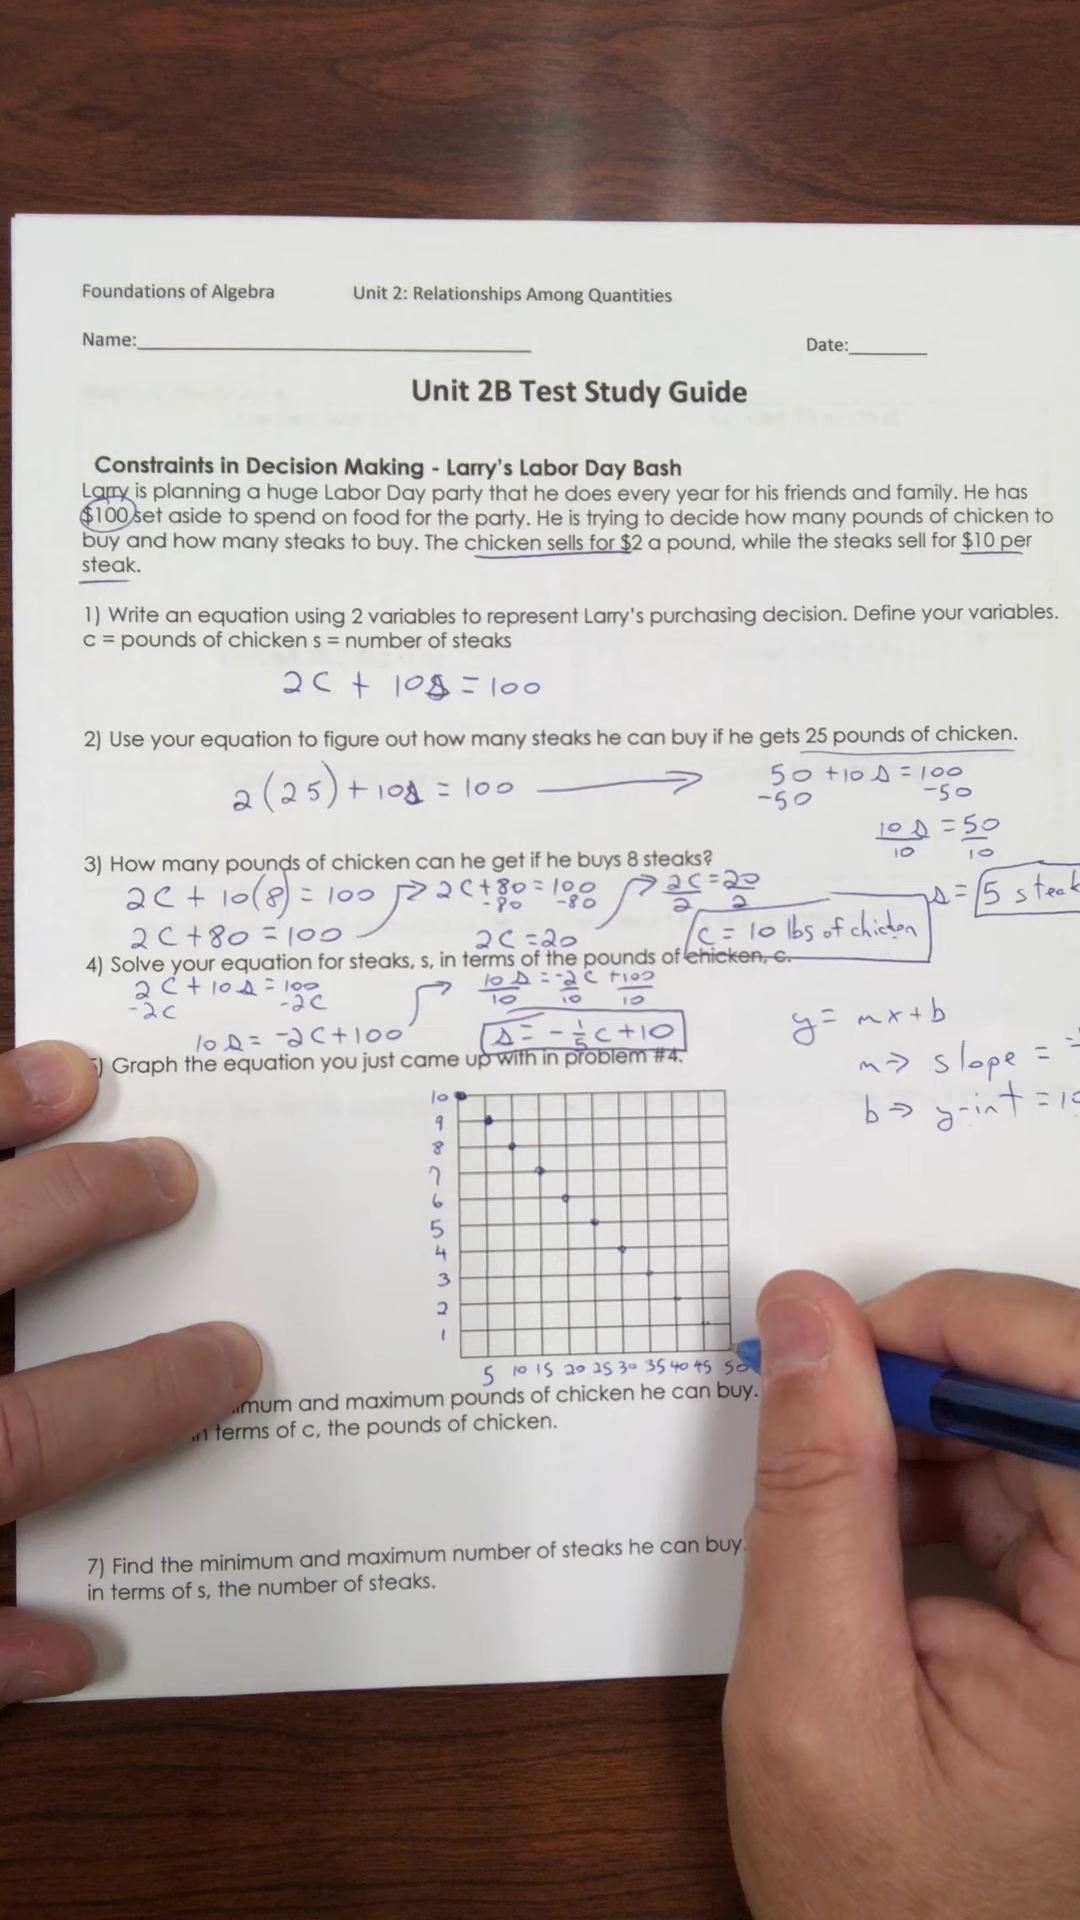 Foundations of Algebra Unit 2: Relationships Among Quantities
Name: Date:
Unit 2B Test Study Guide
Constraints in Decision Making - Larry's Labor Day Bash
Larry is planning a huge Labor Day party that he does every year for his friends and family. He has
$100 set aside to spend on food for the party. He is trying to decide how many pounds of chicken to
buy and how many steaks to buy. The chicken sells for $2 a pound, while the steaks sell for $10 per
steak.
1) Write an equation using 2 variables to represent Larry's purchasing decision. Define your variables.
c = pounds of chicken s = number of steaks
2c + 10s = 100
2) Use your equation to figure out how many steaks he can buy if he gets 25 pounds of chicken.
2(25) + 10s = 100
50 + 10s = 100
-50 -50
10s = 50
10 10
s = 5
3) How many pounds of chicken can he get if he buys 8 steaks?
2c + 10(8) = 100
2c + 80 = 100
2c + 80 = 100
-80 -80
2c = 20
2c = 20
2 2
c = 10 lbs of chicken
4) Solve your equation for steaks, s, in terms of the pounds of chicken, c.
2c + 10s = 100
-2c -2c
10s = -2c + 100
10s = -2c +100
10 10 10
s = -1/5 c + 10
y = mx + b
m => slope =
b => y-int =
) Graph the equation you just came up with in problem #4.
10
9
8
7
6
5
4
3
2
1
5 10 15 20 25 30 35 40 45 50
mum and maximum pounds of chicken he can buy.
terms of c, the pounds of chicken.
7) Find the minimum and maximum number of steaks he can buy.
in terms of s, the number of steaks.